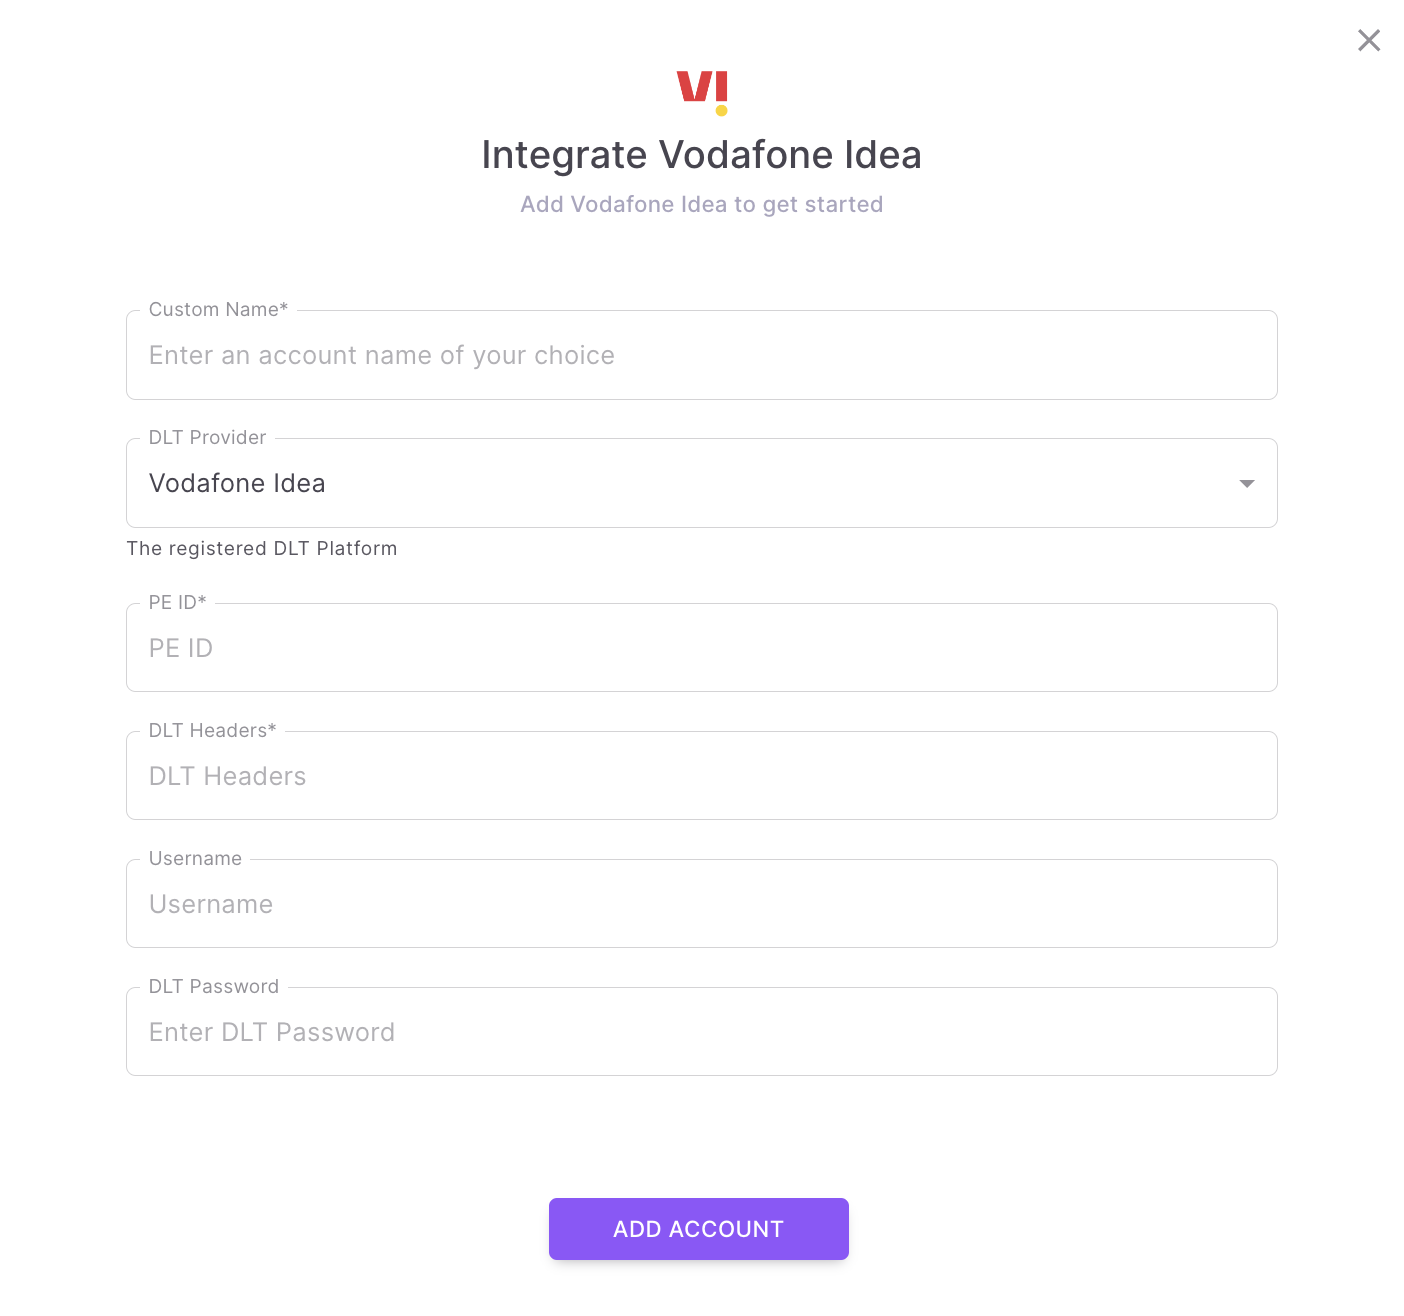 VI
Integrate Vodafone Idea
Add Vodafone Idea to get started
Custom Name*
Enter an account name of your choice
DLT Provider
Vodafone Idea
The registered DLT Platform
PE ID*
PE ID
DLT Headers*
DLT Headers
Username
Username
DLT Password
Enter DLT Password
ADD ACCOUNT